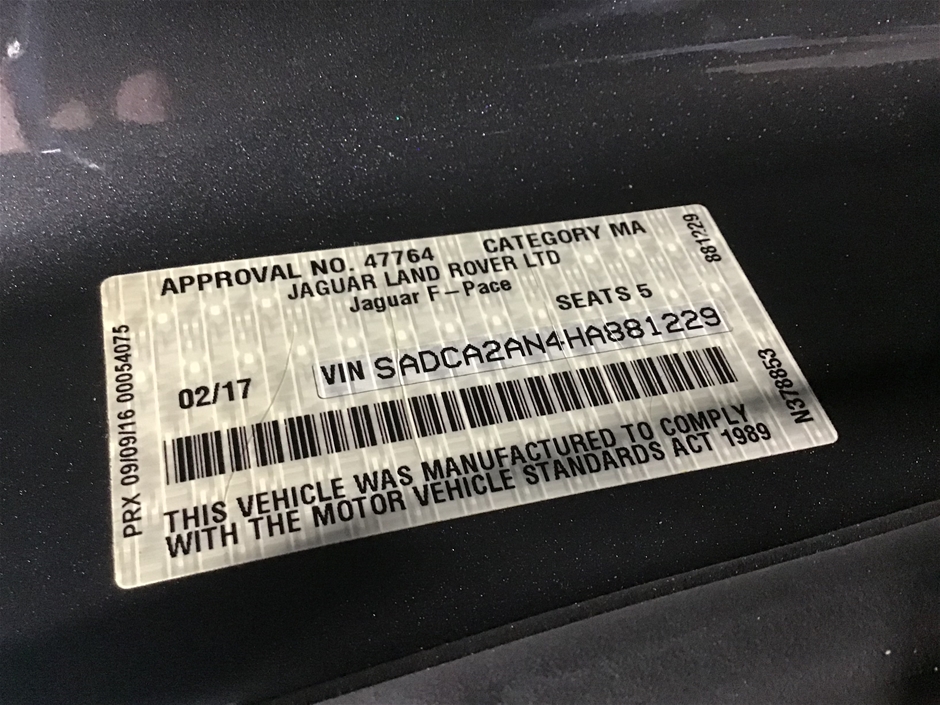 APPROVAL NO. 47764 CATEGORY MA
JAGUAR LAND ROVER LTD
Jaguar F-Pace
SEATS 5
02/17 VIN SADCA2AN4HA881229
THIS VEHICLE WAS MANUFACTURED TO COMPLY
WITH THE MOTOR VEHICLE STANDARDS ACT 1989
PRX 09/09/16 00054075
881229
N378853